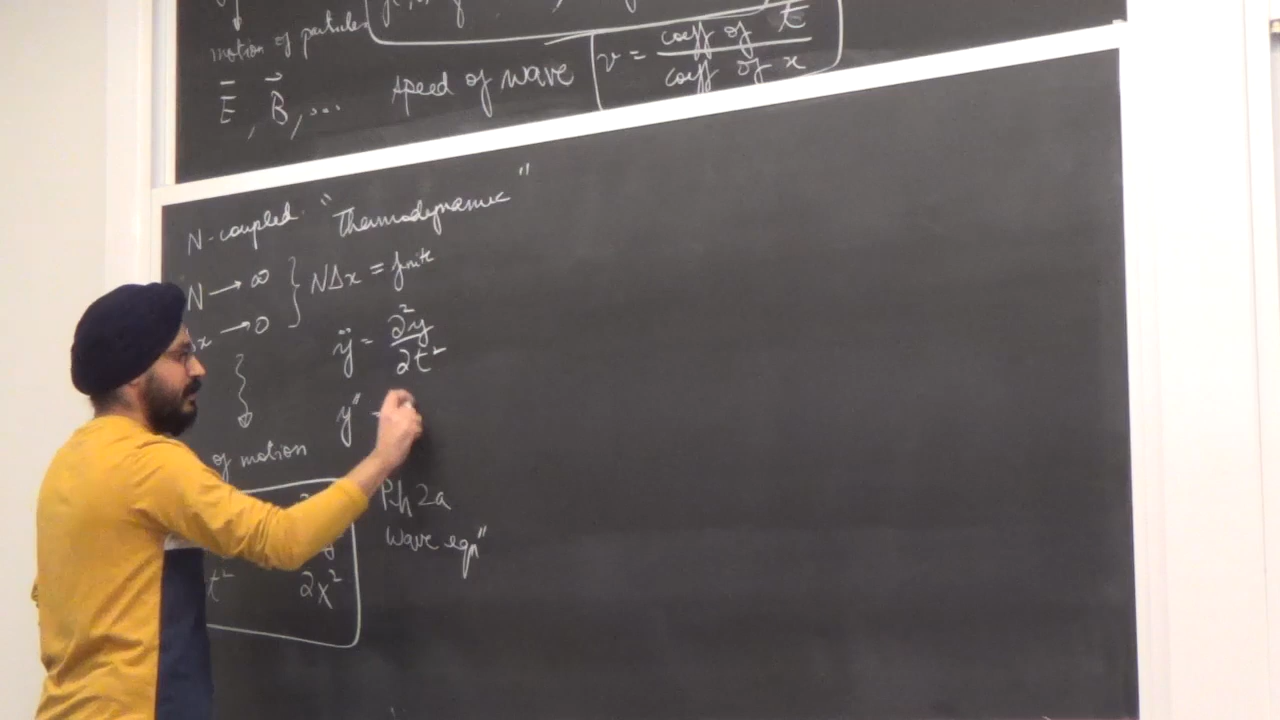 motion of particles
E̅, B⃗, ... speed of wave v = coeff of t / coeff of x
N-coupled "Thermodynamic"
N → ∞ } NΔx = finite
x → 0
ÿ = ∂²y / ∂t²
y"
of motion
Ph 2a
Wave eqn"
t² ∂x²